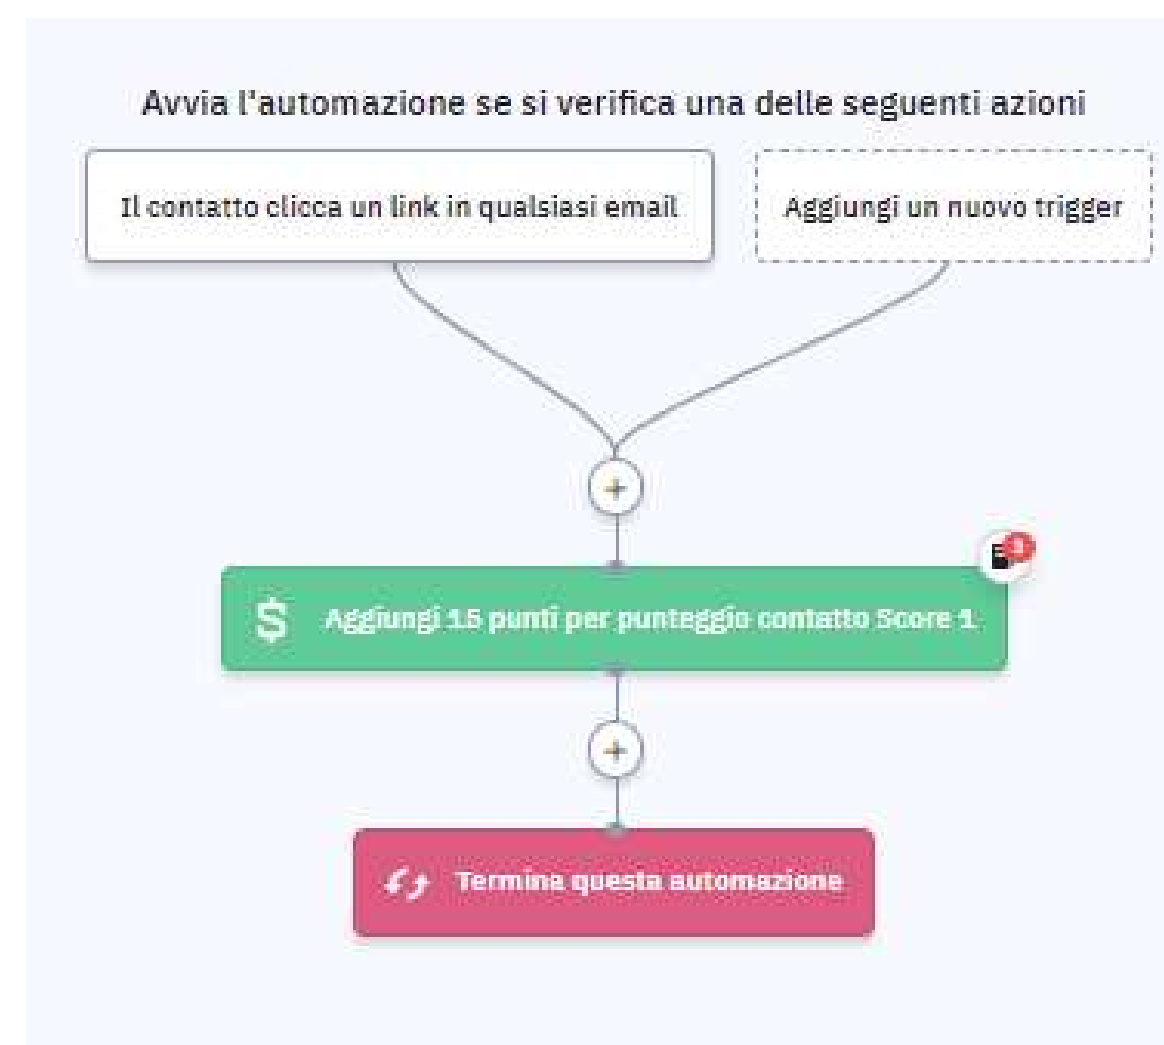 Avvia l'automazione se si verifica una delle seguenti azioni
Il contatto clicca un link in qualsiasi email
Aggiungi un nuovo trigger
+
3
$ Aggiungi 15 punti per punteggio contatto Score 1
+
Termina questa automazione